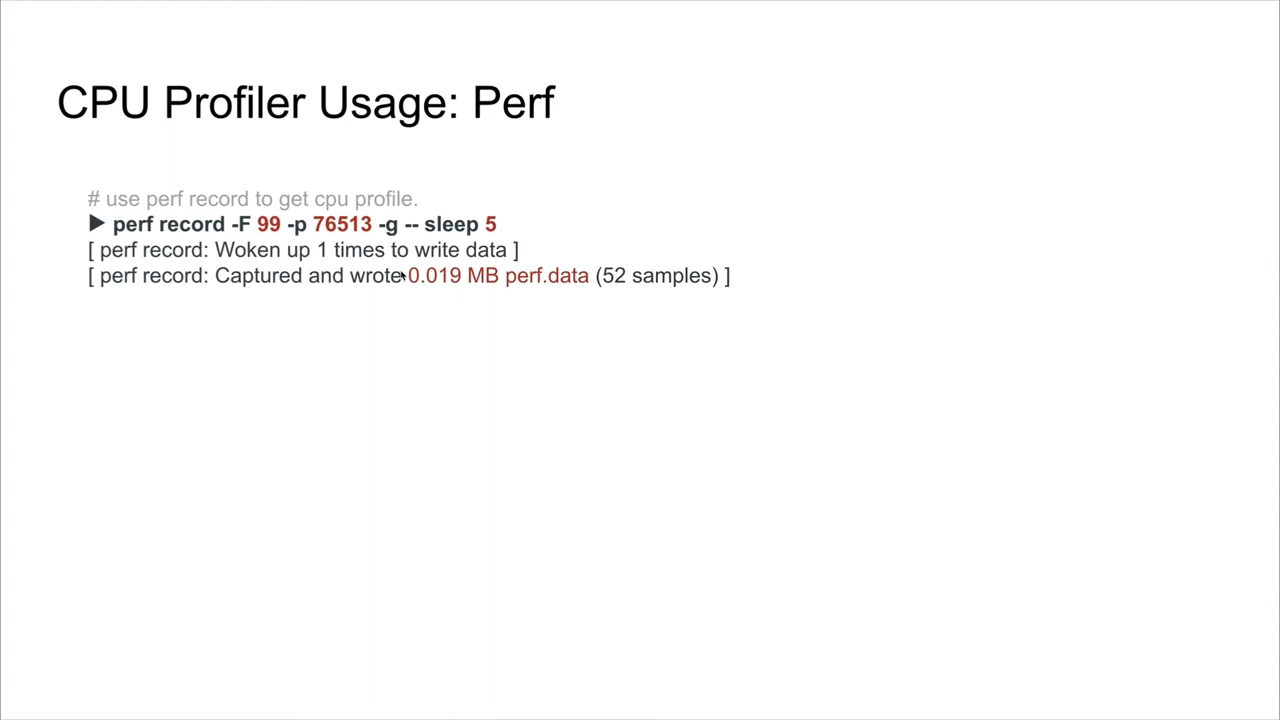 CPU Profiler Usage: Perf
# use perf record to get cpu profile.
▶ perf record -F 99 -p 76513 -g -- sleep 5
[ perf record: Woken up 1 times to write data ]
[ perf record: Captured and wrote 0.019 MB perf.data (52 samples) ]